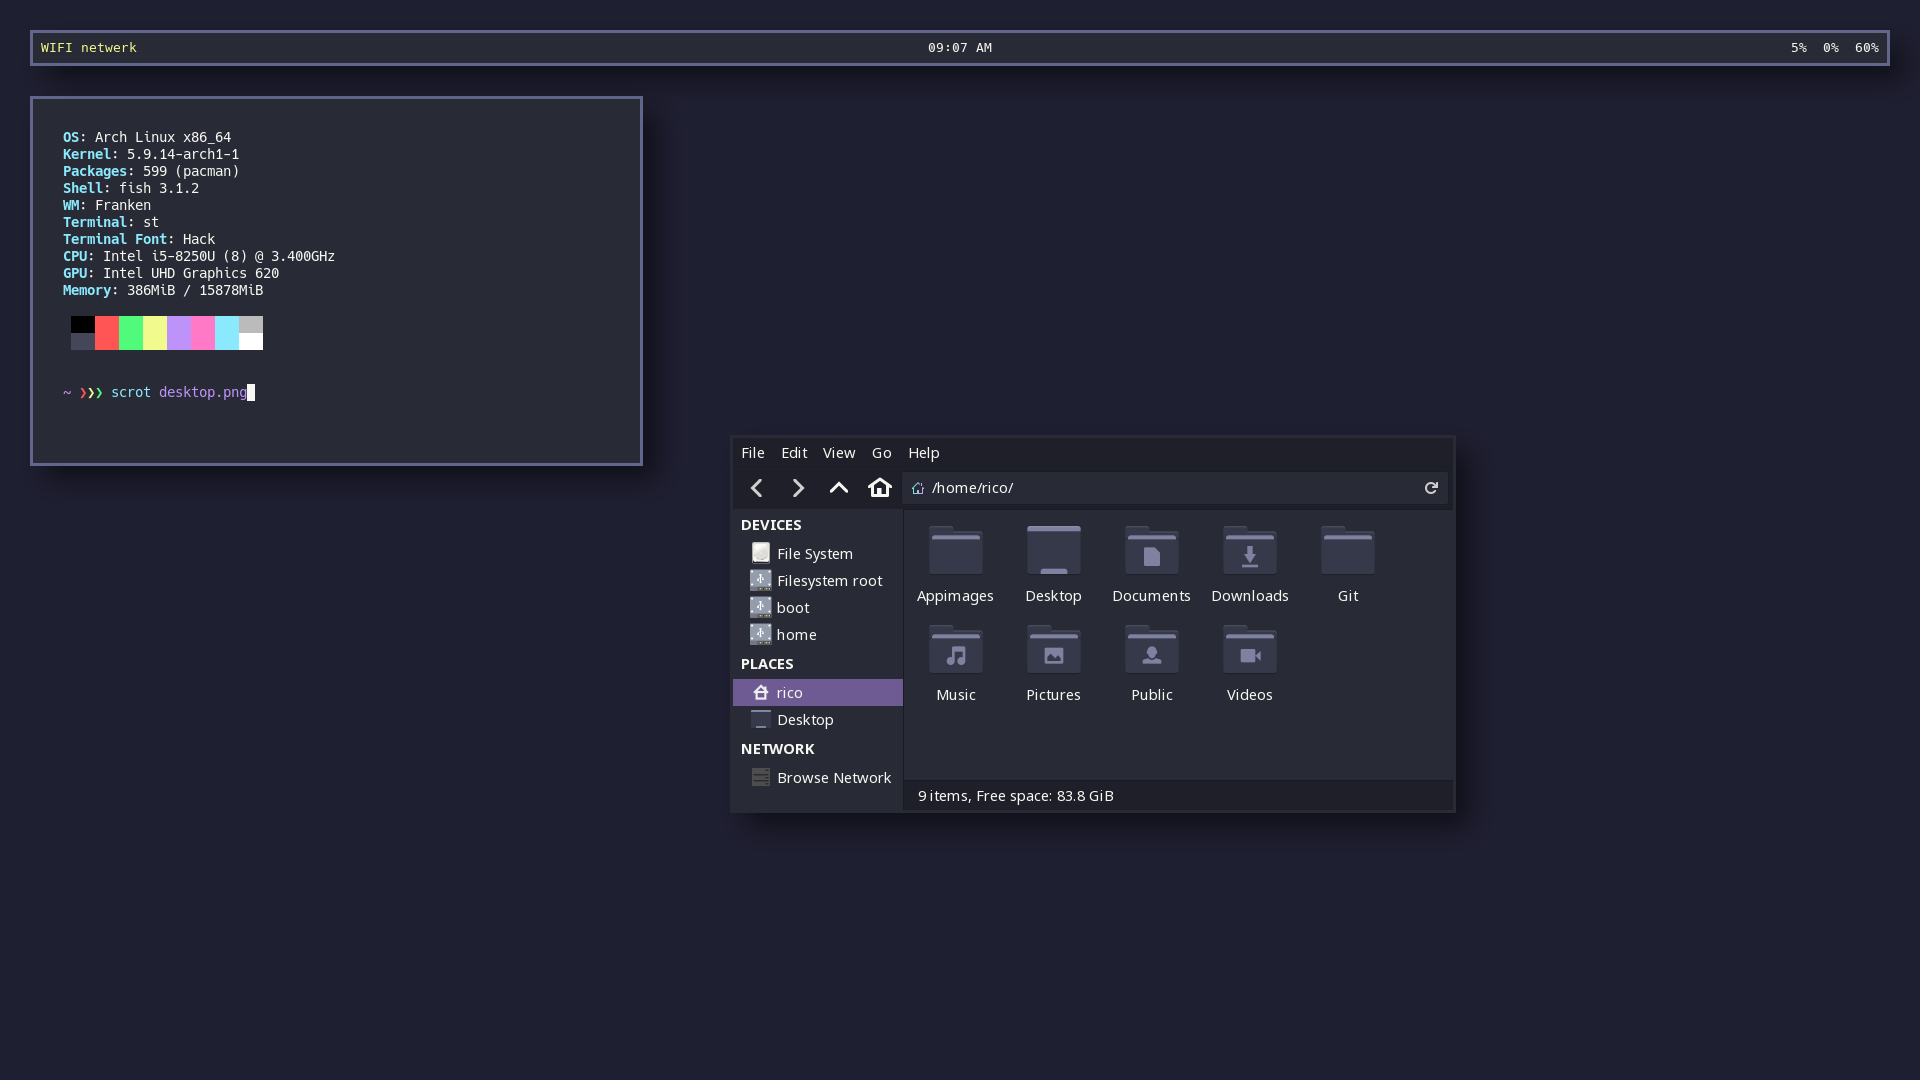 WIFI netwerk 09:07 AM 5% 0% 60%
OS: Arch Linux x86_64
Kernel: 5.9.14-arch1-1
Packages: 599 (pacman)
Shell: fish 3.1.2
WM: Franken
Terminal: st
Terminal Font: Hack
CPU: Intel i5-8250U (8) @ 3.400GHz
GPU: Intel UHD Graphics 620
Memory: 386MiB / 15878MiB
~ ❯❯❯ scrot desktop.png
File Edit View Go Help
/home/rico/
DEVICES
File System
Filesystem root
boot
home
PLACES
rico
Desktop
NETWORK
Browse Network
Appimages Desktop Documents Downloads Git
Music Pictures Public Videos
9 items, Free space: 83.8 GiB